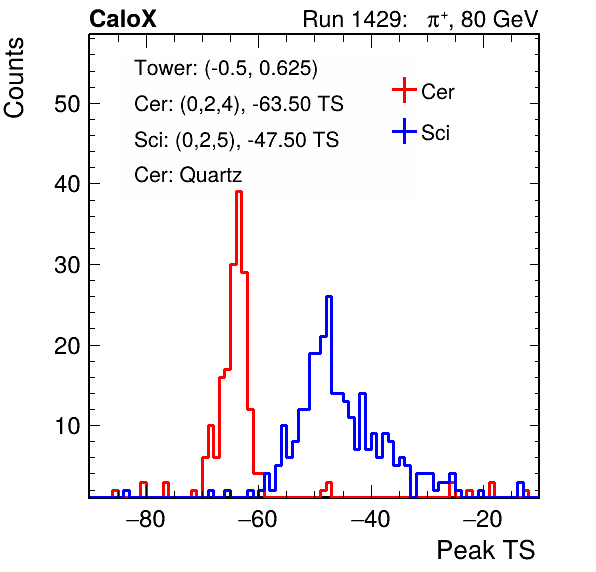 CaloX Run 1429: π⁺, 80 GeV
Counts
Tower: (-0.5, 0.625)
Cer: (0,2,4), -63.50 TS
Sci: (0,2,5), -47.50 TS
Cer: Quartz
Cer
Sci
50
40
30
20
10
−80 −60 −40 −20
Peak TS